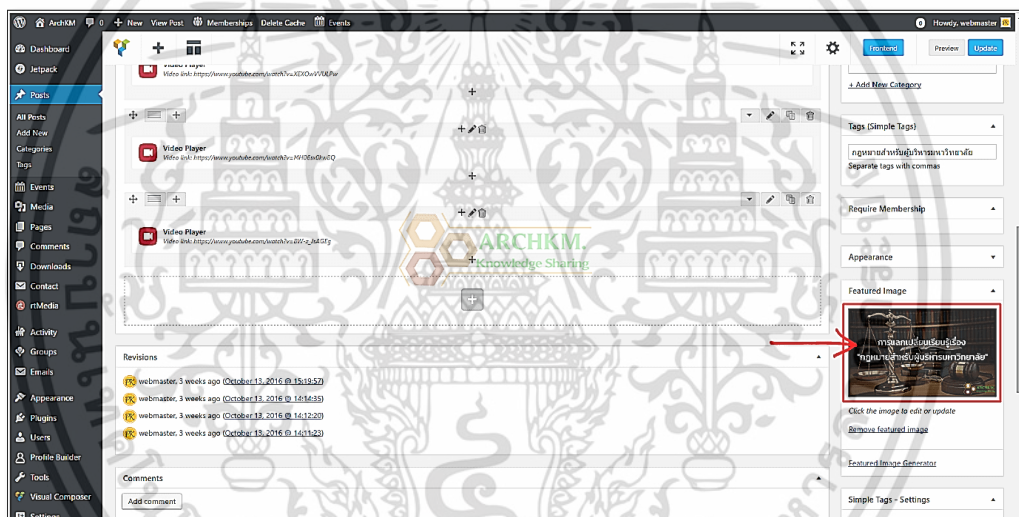 ArchKM
0
New
View Post
Memberships
Delete Cache
Events
0
Howdy, webmaster
Dashboard
Jetpack
Posts
All Posts
Add New
Categories
Tags
Events
Media
Pages
Comments
Downloads
Contact
rtMedia
Activity
Groups
Emails
Appearance
Plugins
Users
Profile Builder
Tools
Visual Composer
Settings
Frontend
Preview
Update
Video Player
Video link: https://www.youtube.com/watch?v=XEXOwVVULPw
Video Player
Video Player
ARCHKM.
Knowledge Sharing
Revisions
webmaster, 3 weeks ago (October 13, 2016 @ 15:19:57)
webmaster, 3 weeks ago (October 13, 2016 @ 14:14:35)
webmaster, 3 weeks ago (October 13, 2016 @ 14:12:20)
webmaster, 3 weeks ago (October 13, 2016 @ 14:11:23)
Comments
Add comment
+ Add New Category
Tags (Simple Tags)
กฎหมายสำหรับผู้บริหารมหาวิทยาลัย
Separate tags with commas
Require Membership
Appearance
Featured Image
การแลกเปลี่ยนเรียนรู้เรื่อง
"กฎหมายสำหรับผู้บริหารมหาวิทยาลัย"
Click the image to edit or update
Remove featured image
Featured Image Generator
Simple Tags - Settings